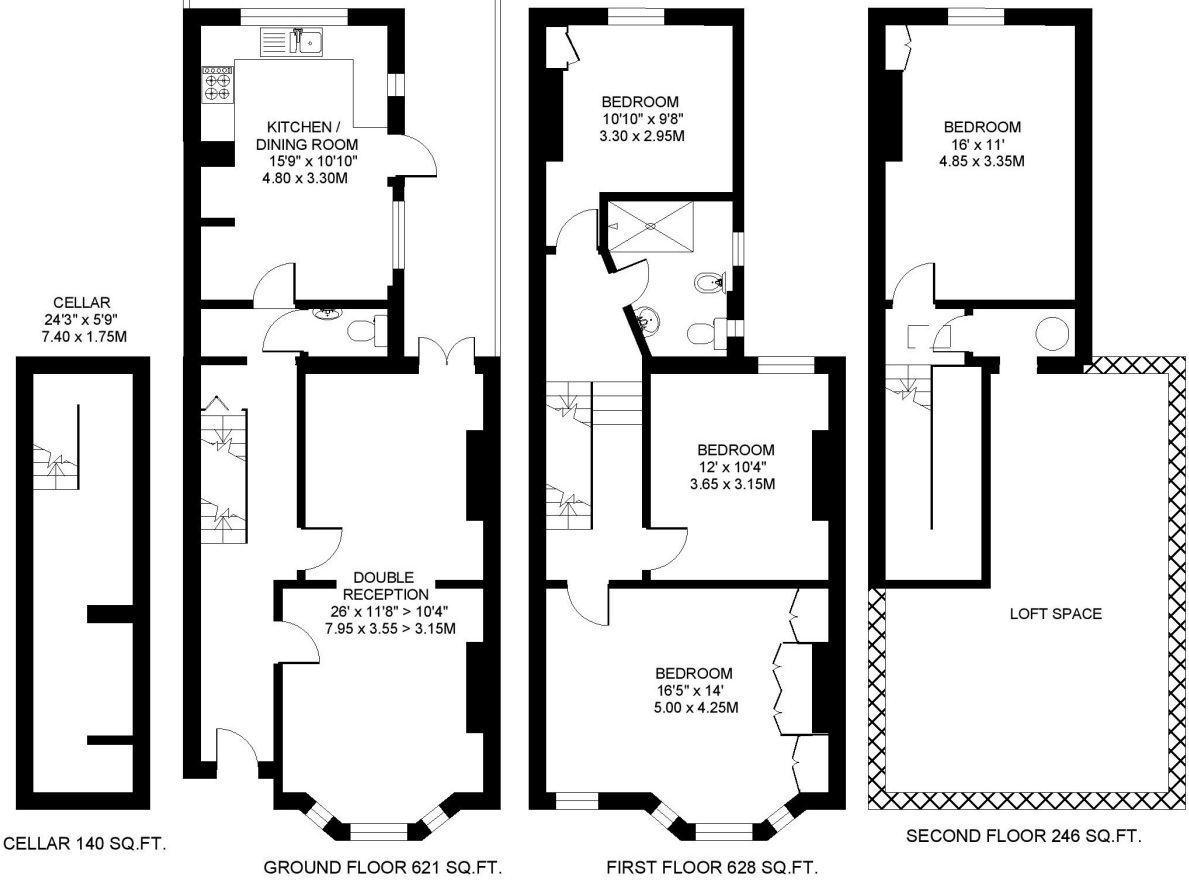 KITCHEN /
DINING ROOM
15'9" x 10'10"
4.80 x 3.30M
CELLAR
24'3" x 5'9"
7.40 x 1.75M
DOUBLE
RECEPTION
26' x 11'8" > 10'4"
7.95 x 3.55 > 3.15M
BEDROOM
10'10" x 9'8"
3.30 x 2.95M
BEDROOM
12' x 10'4"
3.65 x 3.15M
BEDROOM
16'5" x 14'
5.00 x 4.25M
BEDROOM
16' x 11'
4.85 x 3.35M
LOFT SPACE
CELLAR 140 SQ.FT.
GROUND FLOOR 621 SQ.FT.
FIRST FLOOR 628 SQ.FT.
SECOND FLOOR 246 SQ.FT.